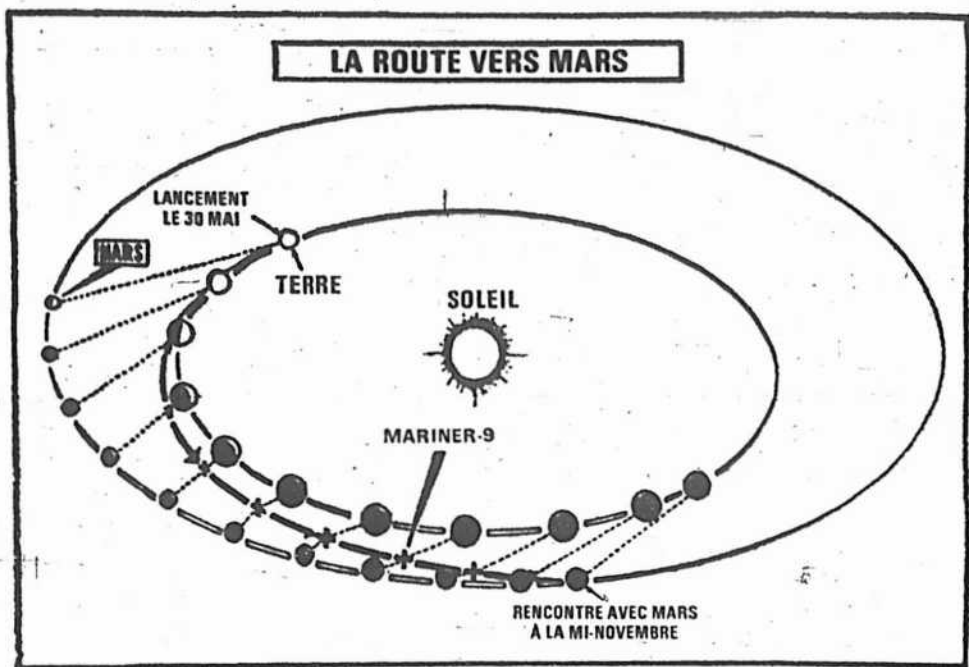 LA ROUTE VERS MARS
LANCEMENT
LE 30 MAI
MARS
TERRE
SOLEIL
MARINER-9
RENCONTRE AVEC MARS
À LA MI-NOVEMBRE